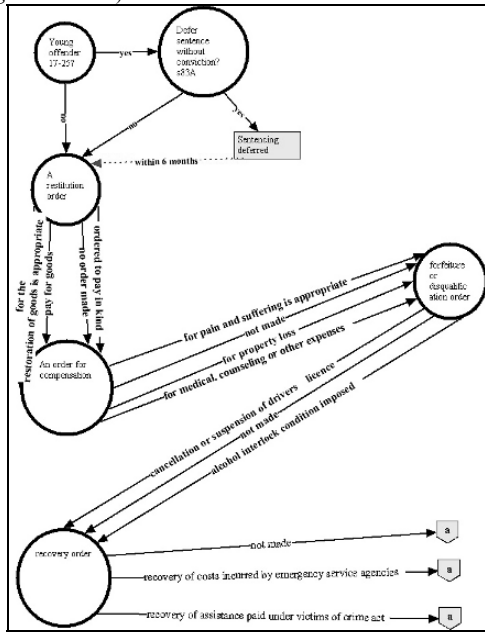 Young
offender
17-25?
yes
Defer
sentence
without
conviction?
s83A
no
no
yes
Sentencing
deferred
within 6 months
A
restitution
order
for the
restoration of goods is appropriate
pay for goods
no order made
ordered to pay in kind
forfeiture
or
disqualific
ation order
for pain and suffering is appropriate
not made
for property loss
for medical, counseling or other expenses
An order for
compensation
cancellation or suspension of drivers licence
not made
alcohol interlock condition imposed
recovery order
not made
a
recovery of costs incurred by emergency service agencies
a
recovery of assistance paid under victims of crime act
a